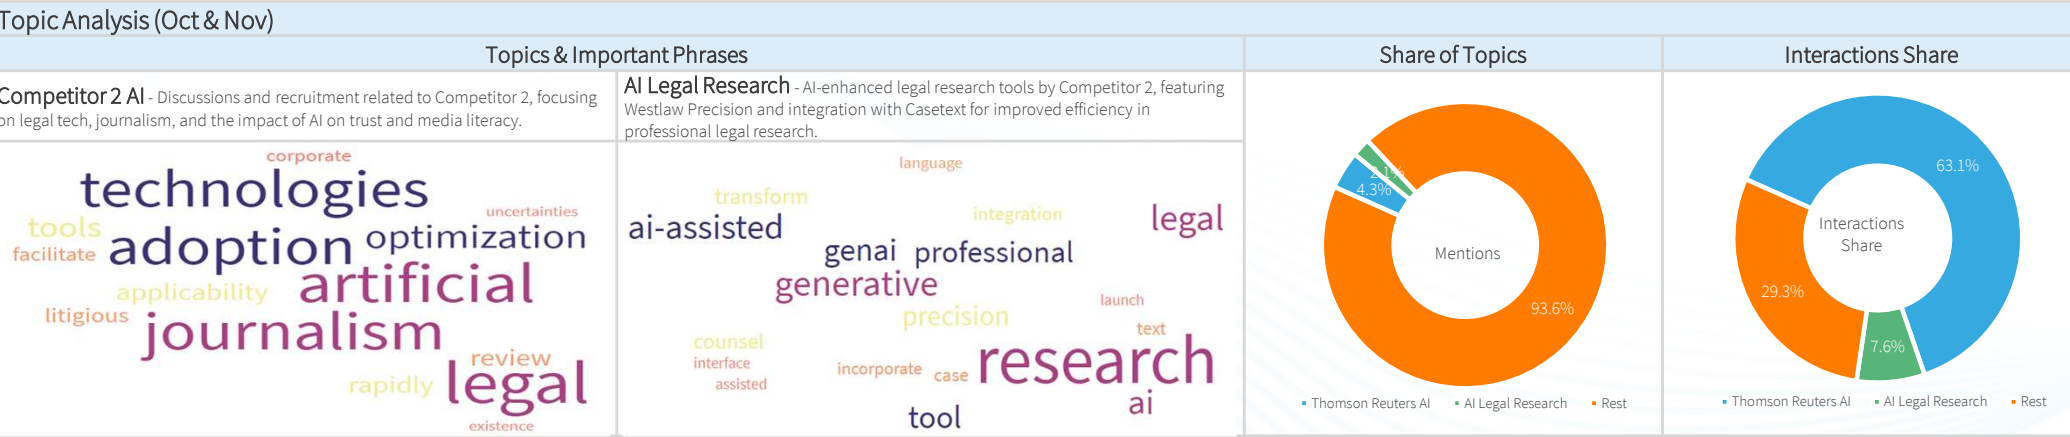 Topic Analysis (Oct & Nov)
Topics & Important Phrases
Share of Topics
Interactions Share
Competitor 2 AI - Discussions and recruitment related to Competitor 2, focusing
on legal tech, journalism, and the impact of AI on trust and media literacy.
AI Legal Research - AI-enhanced legal research tools by Competitor 2, featuring
Westlaw Precision and integration with Casetext for improved efficiency in
professional legal research.
corporate
technologies
uncertainties
tools
adoption optimization
facilitate
artificial
applicability
litigious
journalism
review
rapidly
legal
existence
language
transform
integration
legal
ai-assisted
genai professional
generative
launch
precision
text
counsel
research
interface
incorporate case
assisted
ai
tool
2.1%
4.3%
Mentions
93.6%
Thomson Reuters AI AI Legal Research Rest
63.1%
Interactions
Share
29.3%
7.6%
Thomson Reuters AI AI Legal Research Rest